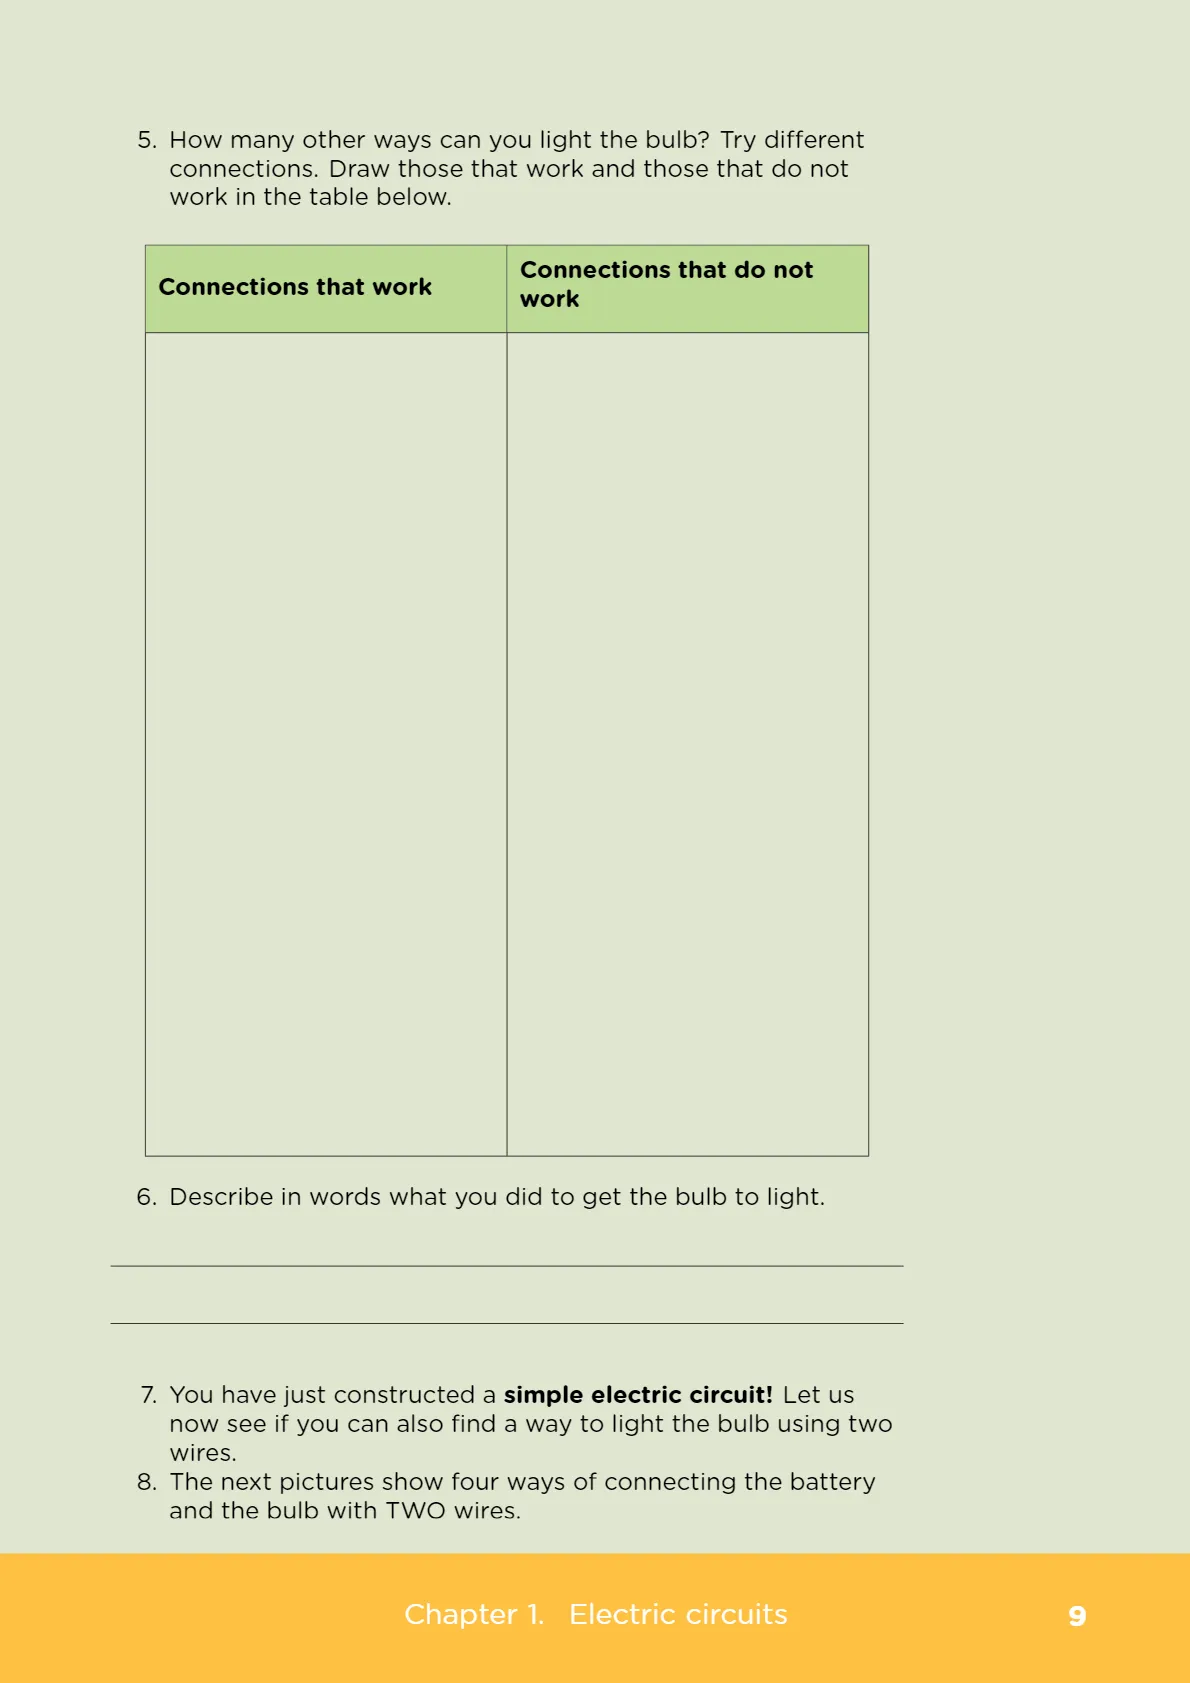 5. How many other ways can you light the bulb? Try different
connections. Draw those that work and those that do not
work in the table below.
Connections that work
Connections that do not
work
6. Describe in words what you did to get the bulb to light.
7. You have just constructed a simple electric circuit! Let us
now see if you can also find a way to light the bulb using two
wires.
8. The next pictures show four ways of connecting the battery
and the bulb with TWO wires.
Chapter 1. Electric circuits 9